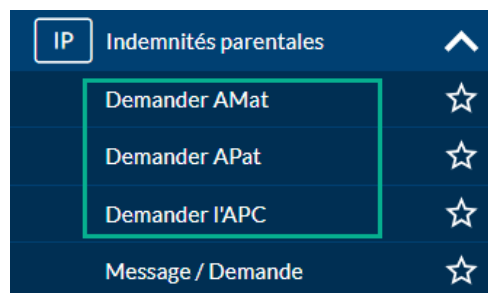 IP Indemnités parentales
Demander AMat
Demander APat
Demander l'APC
Message / Demande